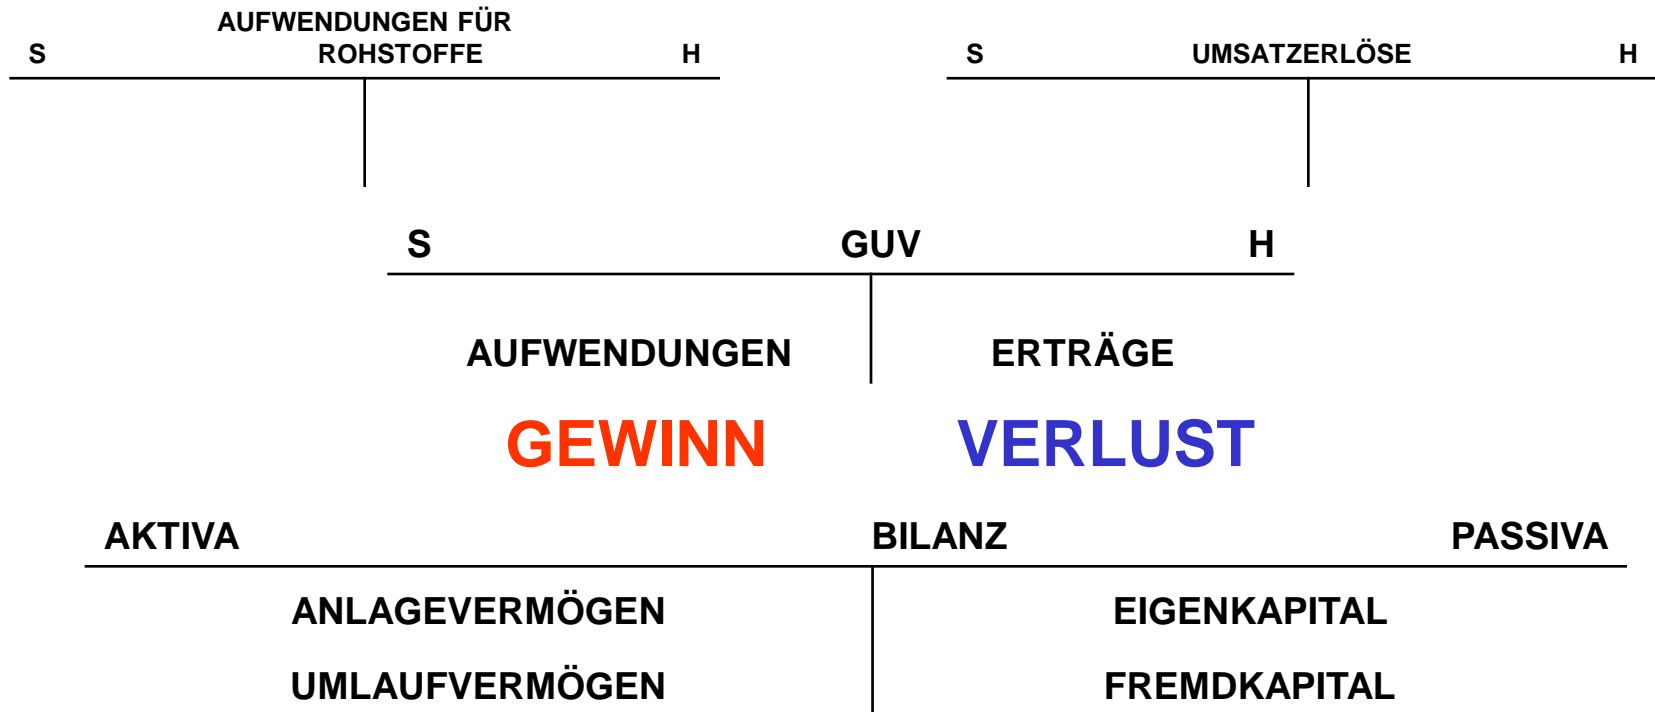 AUFWENDUNGEN FÜR
S ROHSTOFFE H
S UMSATZERLÖSE H
S GUV H
AUFWENDUNGEN ERTRÄGE
GEWINN VERLUST
AKTIVA BILANZ PASSIVA
ANLAGEVERMÖGEN EIGENKAPITAL
UMLAUFVERMÖGEN FREMDKAPITAL